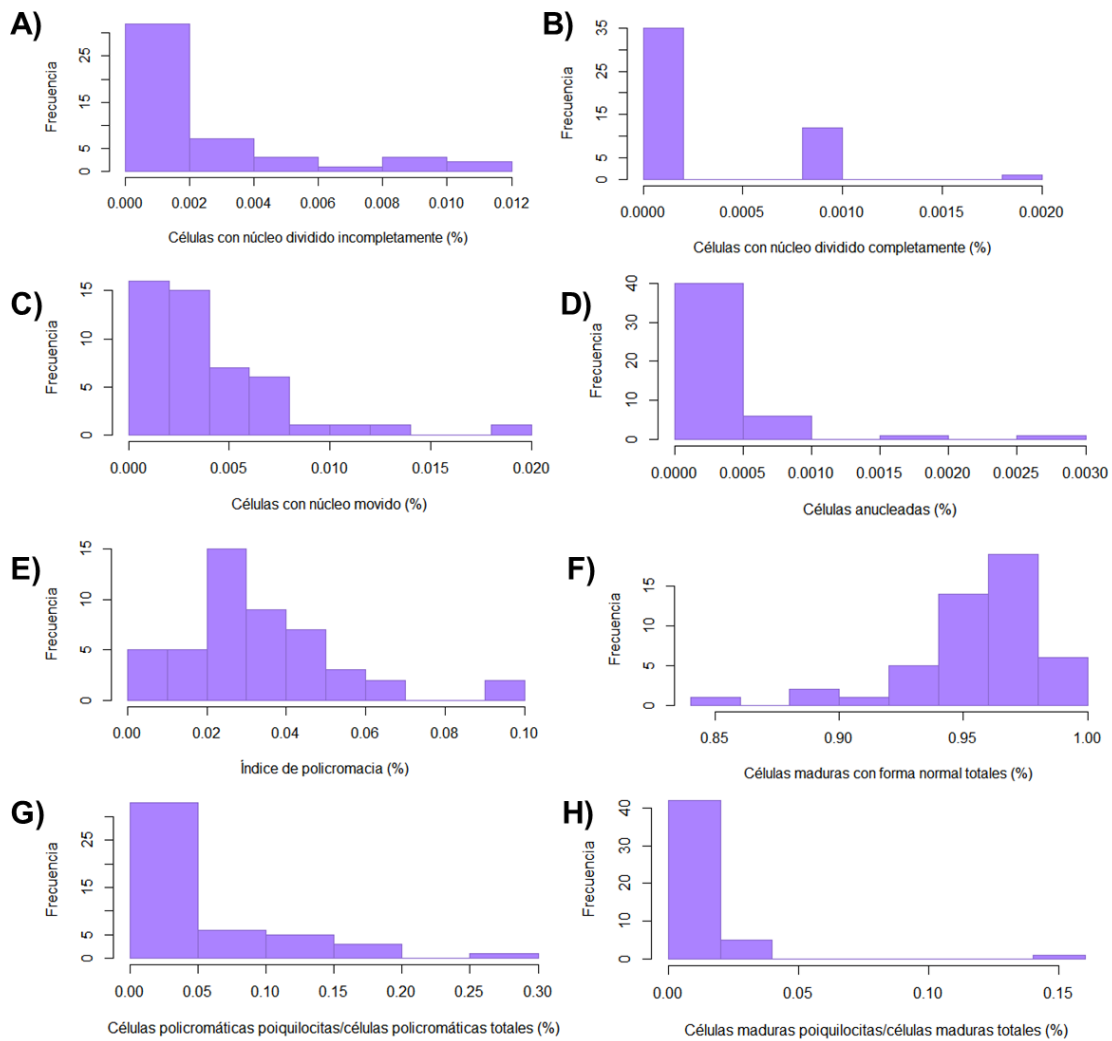 A)
Frecuencia
0 5 15 25
0.000 0.002 0.004 0.006 0.008 0.010 0.012
Células con núcleo dividido incompletamente (%)
B)
Frecuencia
0 5 15 25 35
0.0000 0.0005 0.0010 0.0015 0.0020
Células con núcleo dividido completamente (%)
C)
Frecuencia
0 5 10 15
0.000 0.005 0.010 0.015 0.020
Células con núcleo movido (%)
D)
Frecuencia
0 10 20 30 40
0.0000 0.0005 0.0010 0.0015 0.0020 0.0025 0.0030
Células anucleadas (%)
E)
Frecuencia
0 5 10 15
0.00 0.02 0.04 0.06 0.08 0.10
Índice de policromacia (%)
F)
Frecuencia
0 5 10 15
0.85 0.90 0.95 1.00
Células maduras con forma normal totales (%)
G)
Frecuencia
0 5 15 25
0.00 0.05 0.10 0.15 0.20 0.25 0.30
Células policromáticas poiquilocitas/células policromáticas totales (%)
H)
Frecuencia
0 10 20 30 40
0.00 0.05 0.10 0.15
Células maduras poiquilocitas/células maduras totales (%)